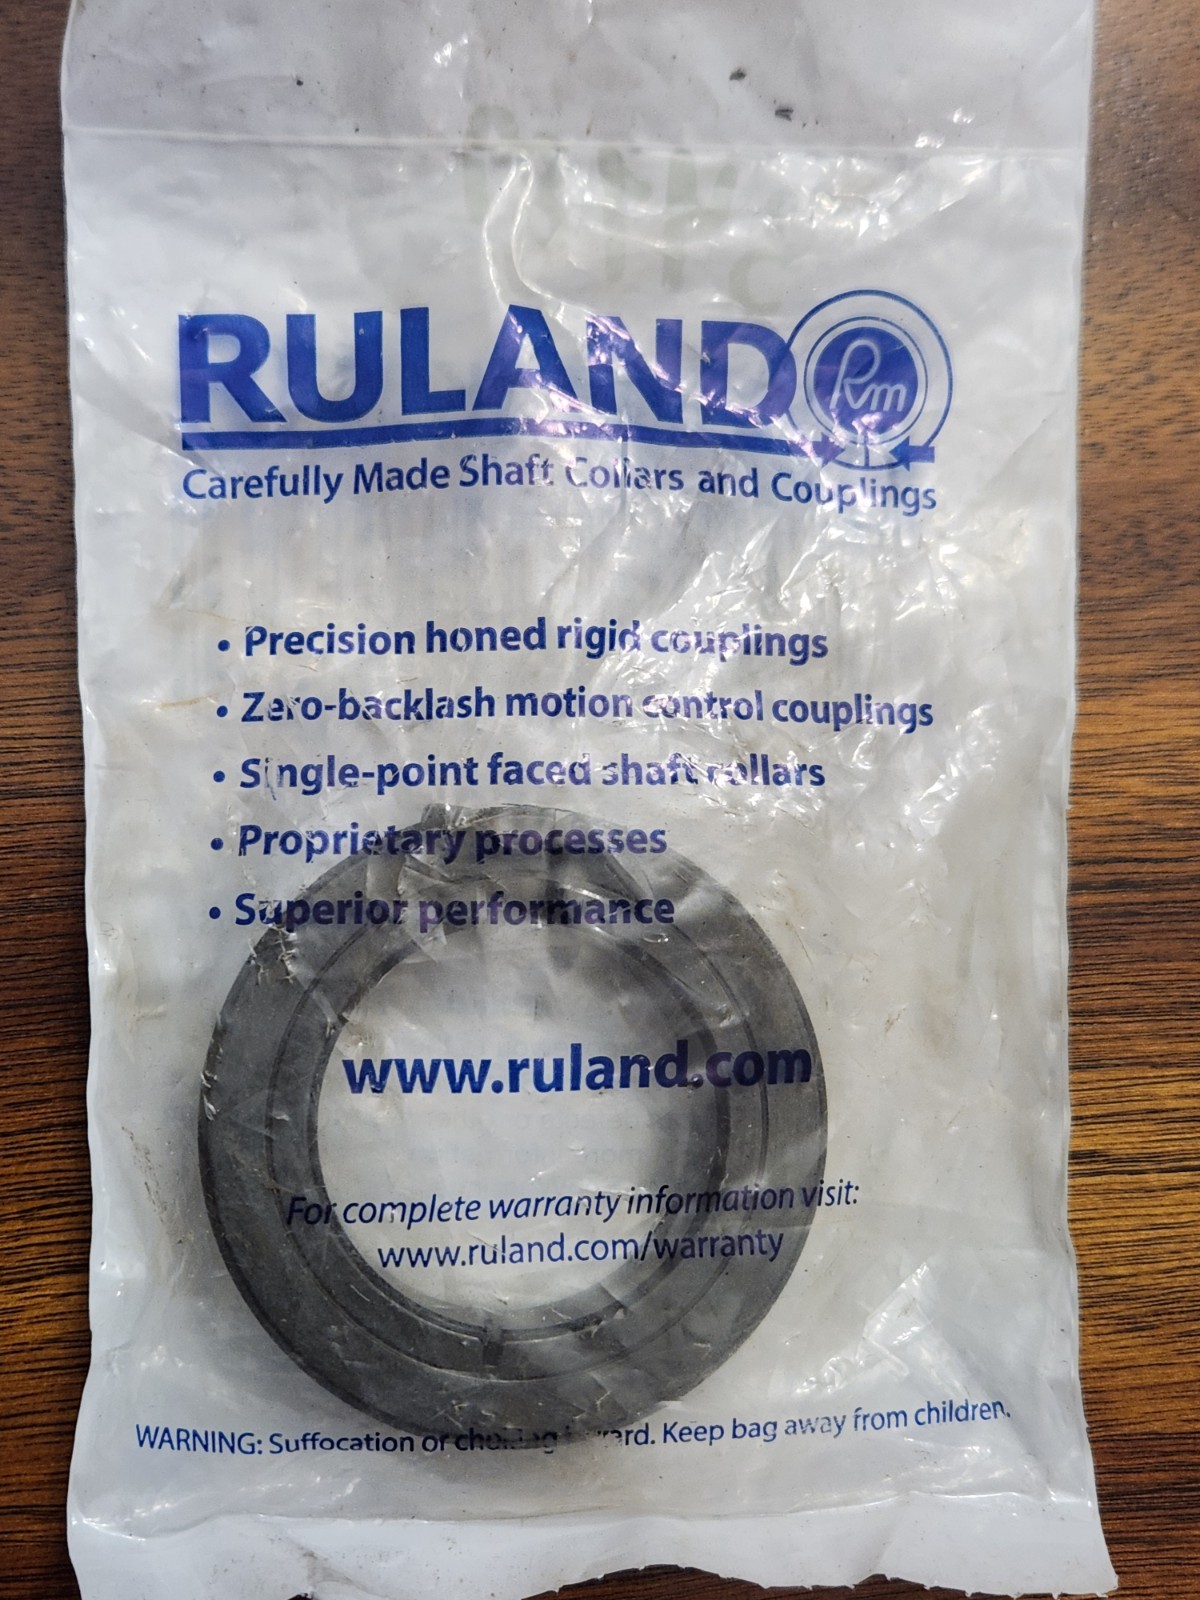 RULAND Rm
Carefully Made Shaft Collars and Couplings
• Precision honed rigid couplings
• Zero-backlash motion control couplings
• Single-point faced shaft collars
• Proprietary processes
• Superior performance
www.ruland.com
For complete warranty information visit:
www.ruland.com/warranty
WARNING: Suffocation or choking hazard. Keep bag away from children.